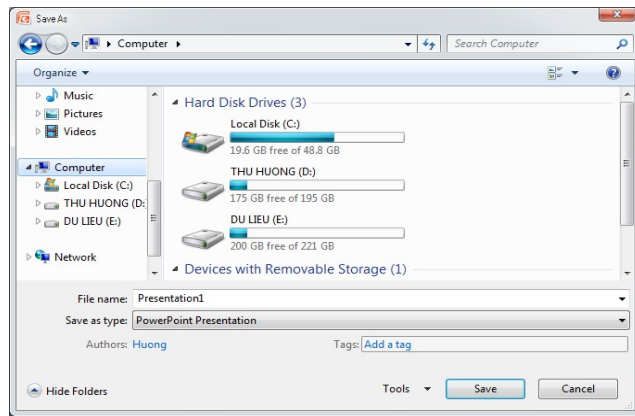 Save As
Computer
Search Computer
Organize
Music
Pictures
Videos
Computer
Local Disk (C:)
THU HUONG (D:
DU LIEU (E:)
Network
Hard Disk Drives (3)
Local Disk (C:)
19.6 GB free of 48.8 GB
THU HUONG (D:)
175 GB free of 195 GB
DU LIEU (E:)
200 GB free of 221 GB
Devices with Removable Storage (1)
File name: Presentation1
Save as type: PowerPoint Presentation
Authors: Huong
Tags: Add a tag
Hide Folders
Tools
Save
Cancel